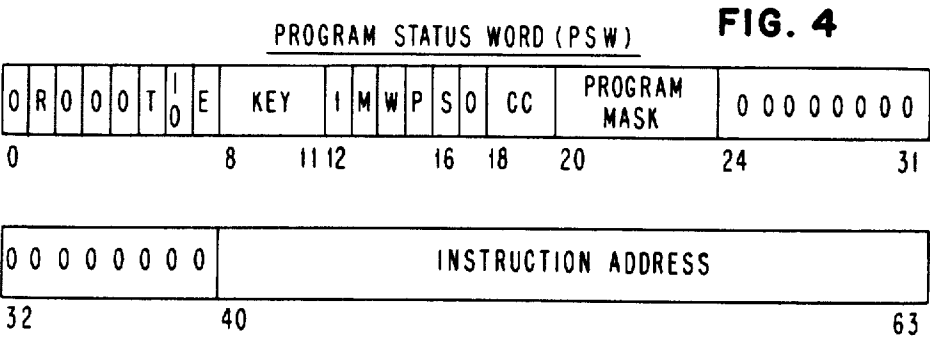 FIG. 4
PROGRAM STATUS WORD (PSW)
0 R 0 0 0 T IO E KEY 1 M W P S 0 CC PROGRAM MASK 0 0 0 0 0 0 0 0
0 8 11 12 16 18 20 24 31
0 0 0 0 0 0 0 0 INSTRUCTION ADDRESS
32 40 63